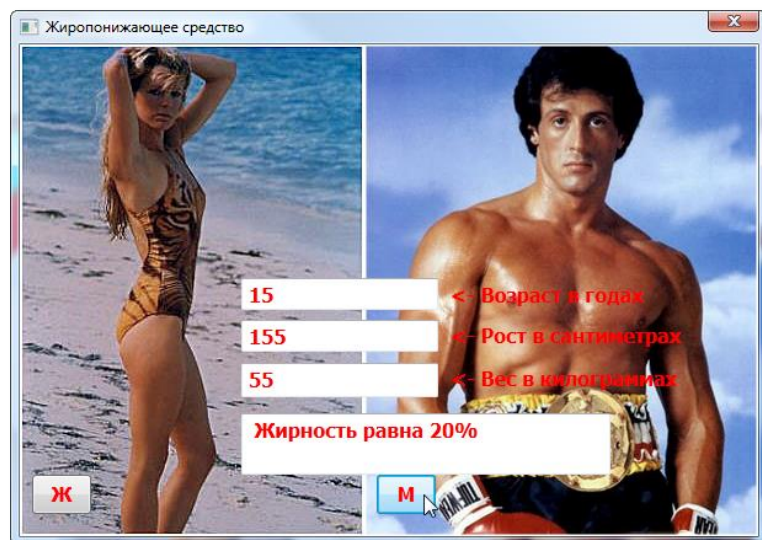 Жиропонижающее средство
15
<- Возраст в годах
155
<- Рост в сантиметрах
55
<- Вес в килограммах
Жирность равна 20%
Ж
М